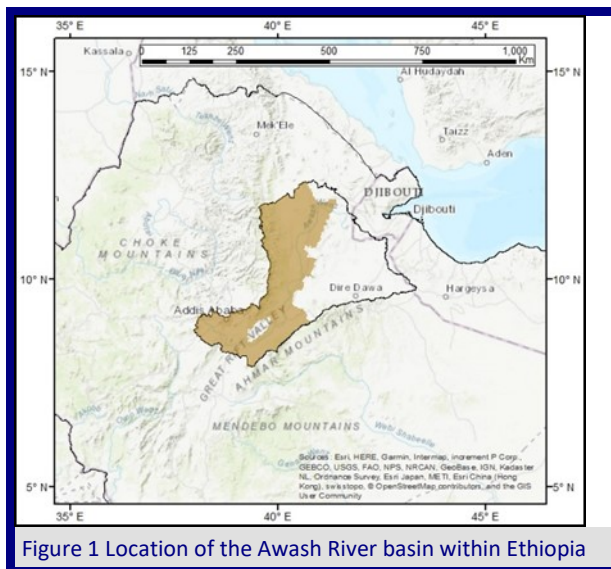 35° E 40° E 45° E
Kassala
0 125 250 500 750 1,000
Km
15° N 15° N
Al Hudaydah
Mek'Ele
Taizz
Aden
DJIBOUTI
Djibouti
CHOKE
MOUNTAINS
10° N 10° N
Dire Dawa
Hargeysa
Addis Ababa
GREAT RIFT VALLEY
AHMAR MOUNTAINS
MENDEBO MOUNTAINS
Webi Shabeelle
Sources: Esri, HERE, Garmin, Intermap, increment P Corp.,
GEBCO, USGS, FAO, NPS, NRCAN, GeoBase, IGN, Kadaster
NL, Ordnance Survey, Esri Japan, METI, Esri China (Hong
Kong), swisstopo, © OpenStreetMap contributors, and the GIS
User Community
5° N 5° N
35° E 40° E 45° E
Figure 1 Location of the Awash River basin within Ethiopia